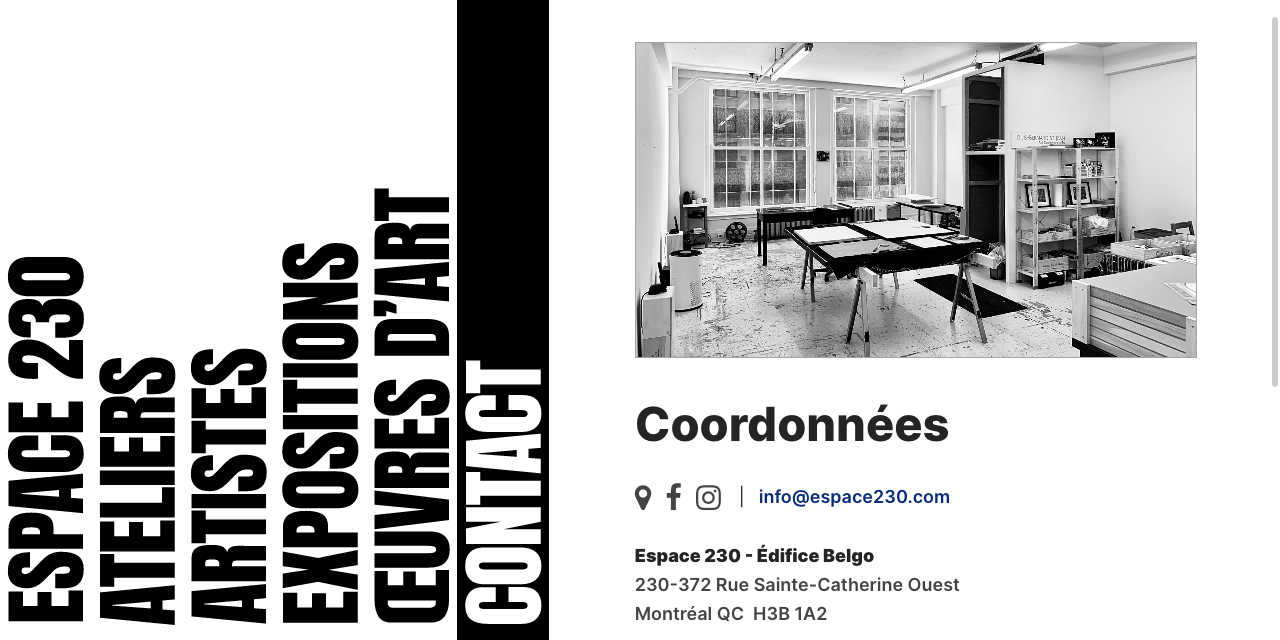 ESPACE 230
ATELIERS
ARTISTES
EXPOSITIONS
ŒUVRES D’ART
CONTACT
Coordonnées
info@espace230.com
Espace 230 - Édifice Belgo
230-372 Rue Sainte-Catherine Ouest
Montréal QC  H3B 1A2